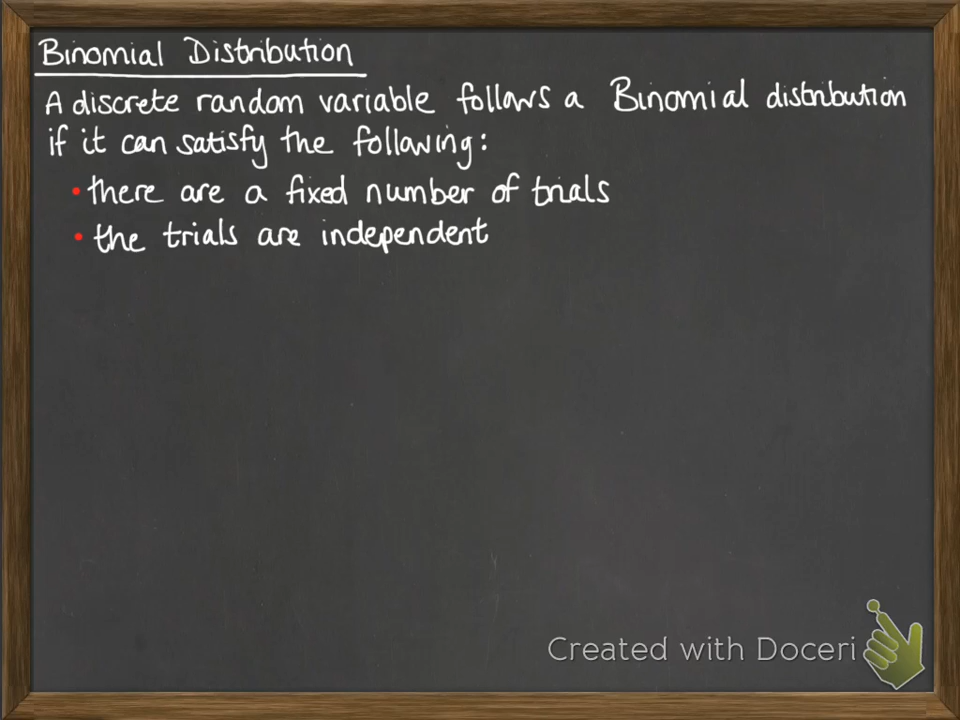 Binomial Distribution
A discrete random variable follows a Binomial distribution
if it can satisfy the following:
• there are a fixed number of trials
• the trials are independent
Created with Doceri